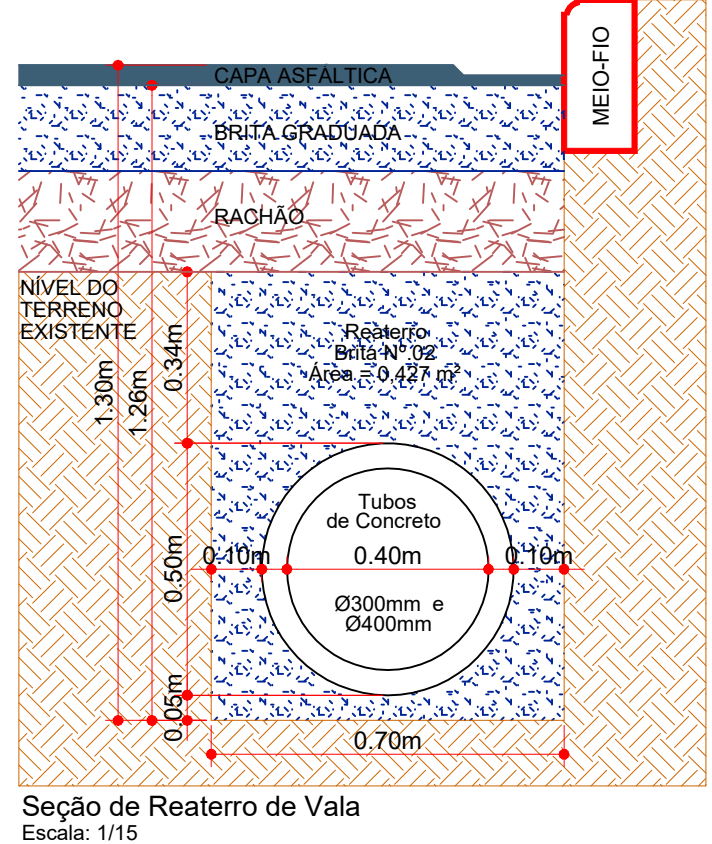 CAPA ASFÁLTICA
MEIO-FIO
BRITA GRADUADA
RACHÃO
NÍVEL DO
TERRENO
EXISTENTE
1.30m
1.26m
0.34m
Reaterro
Brita Nº.02
Área = 0,427 m²
Tubos
de Concreto
0.10m
0.40m
0.10m
0.50m
Ø300mm e
Ø400mm
0.05m
0.70m
Seção de Reaterro de Vala
Escala: 1/15